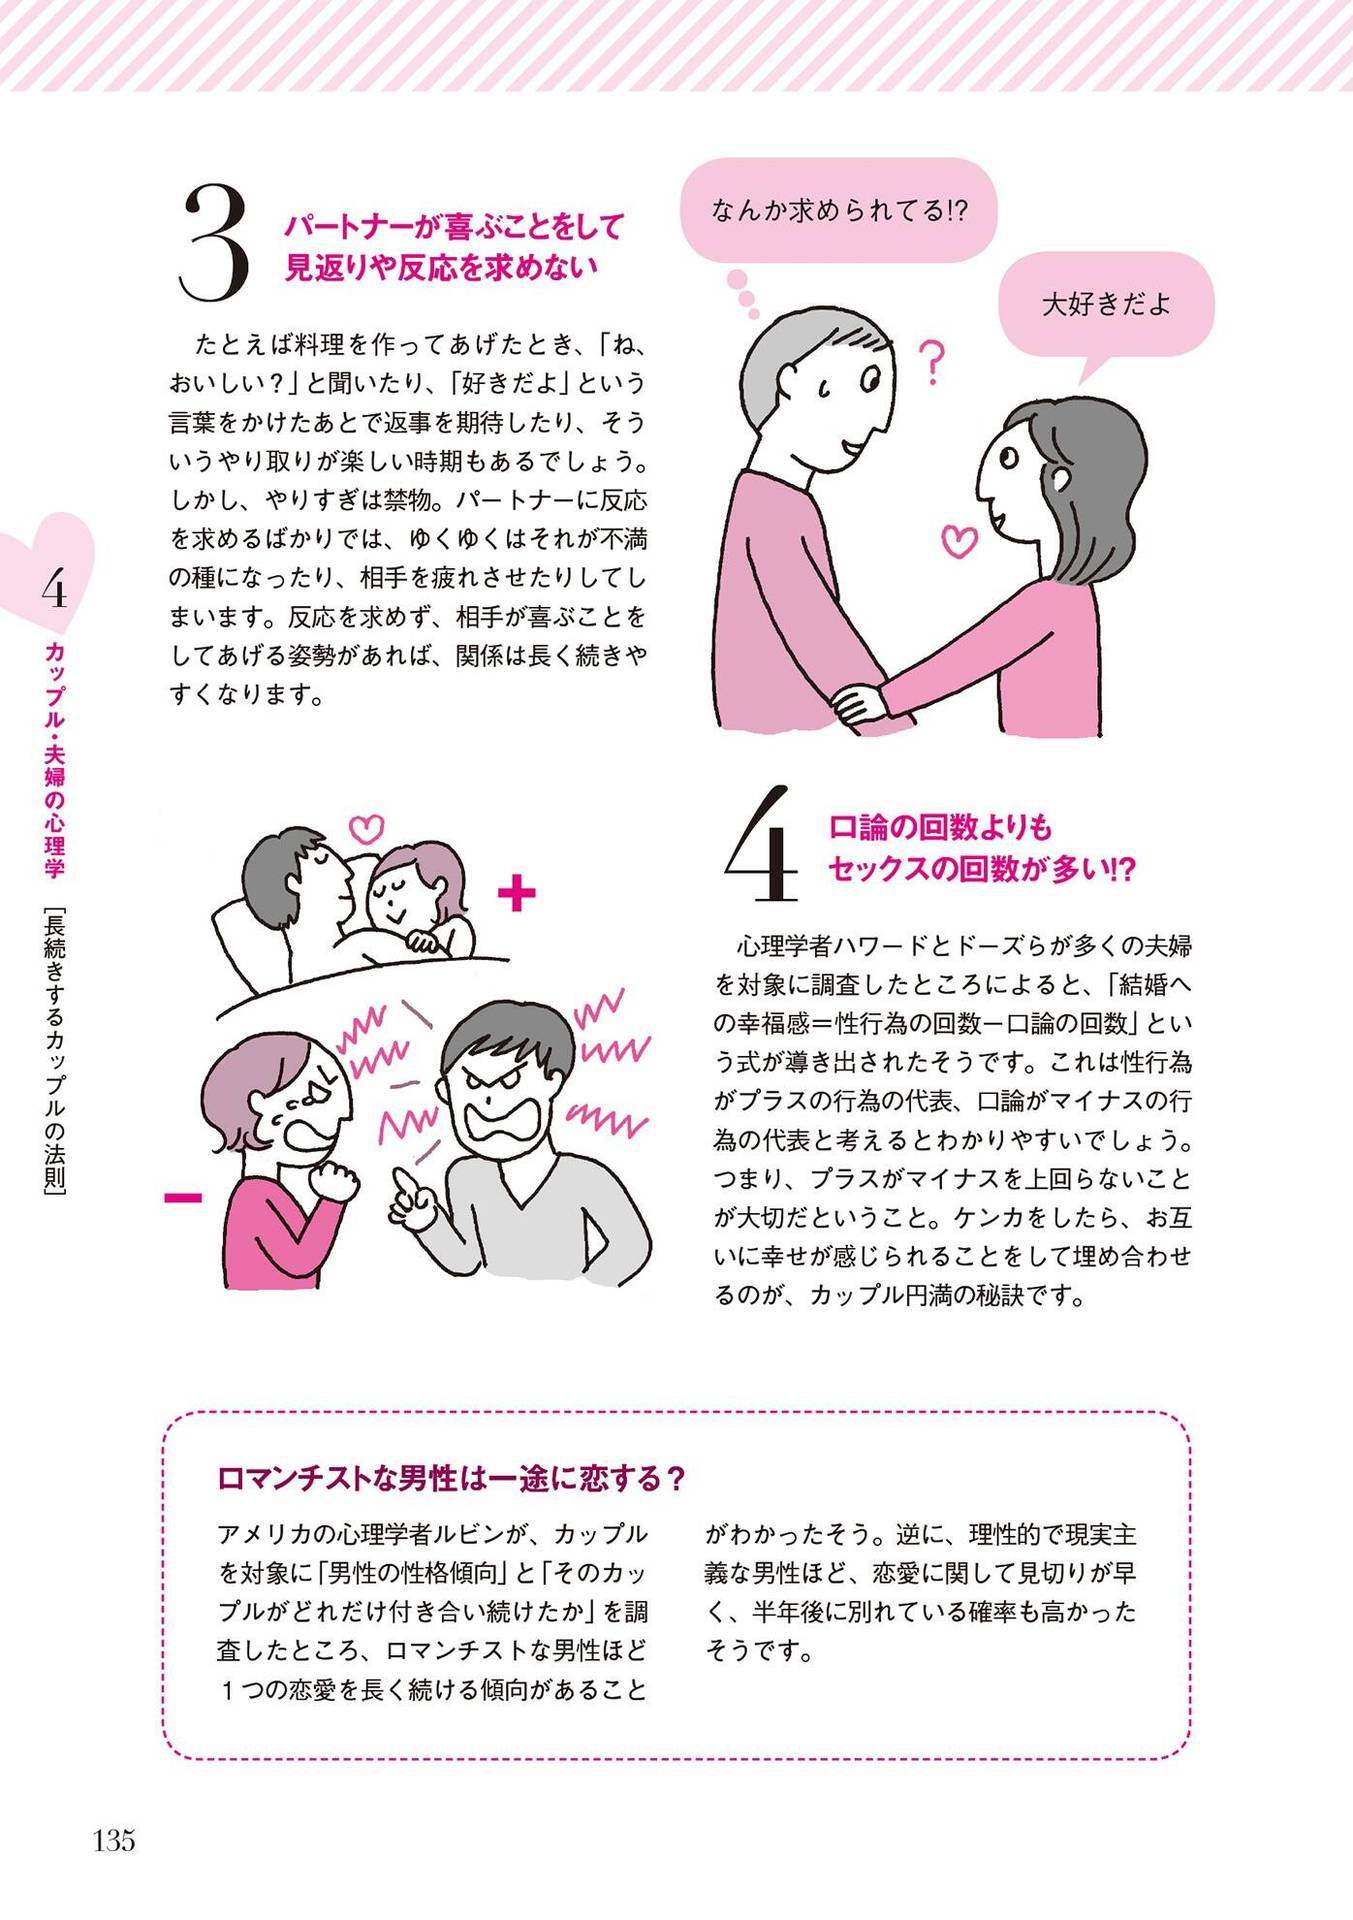 3
パートナーが喜ぶことをして
見返りや反応を求めない
たとえば料理を作ってあげたとき、「ね、
おいしい?」と聞いたり、「好きだよ」という
言葉をかけたあとで返事を期待したり、そう
いうやり取りが楽しい時期もあるでしょう。
しかし、やりすぎは禁物。パートナーに反応
を求めるばかりでは、ゆくゆくはそれが不満
の種になったり、相手を疲れさせたりしてし
まいます。反応を求めず、相手が喜ぶことを
してあげる姿勢があれば、関係は長く続きや
すくなります。
なんか求められてる!?
大好きだよ
?
4
カップル・夫婦の心理学 [長続きするカップルの法則]
+
−
4
口論の回数よりも
セックスの回数が多い!?
心理学者ハワードとドーズらが多くの夫婦
を対象に調査したところによると、「結婚へ
の幸福感=性行為の回数−口論の回数」とい
う式が導き出されたそうです。これは性行為
がプラスの行為の代表、口論がマイナスの行
為の代表と考えるとわかりやすいでしょう。
つまり、プラスがマイナスを上回らないこと
が大切だということ。ケンカをしたら、お互
いに幸せが感じられることをして埋め合わせ
るのが、カップル円満の秘訣です。
ロマンチストな男性は一途に恋する?
アメリカの心理学者ルビンが、カップル
を対象に「男性の性格傾向」と「そのカッ
プルがどれだけ付き合い続けたか」を調
査したところ、ロマンチストな男性ほど
1つの恋愛を長く続ける傾向があること
がわかったそう。逆に、理性的で現実主
義な男性ほど、恋愛に関して見切りが早
く、半年後に別れている確率も高かった
そうです。
135